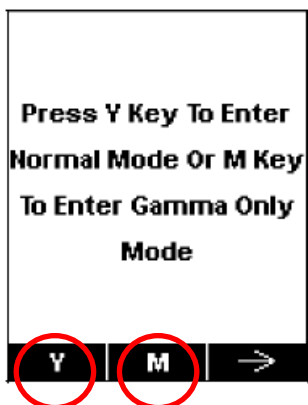 Press Y Key To Enter
Normal Mode Or M Key
To Enter Gamma Only
Mode
Y M →